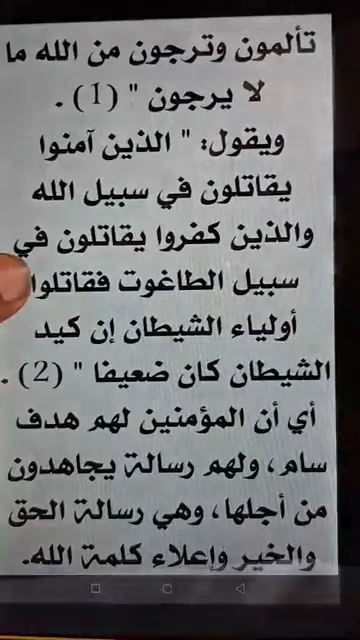 تألمون وترجون من الله ما
لا يرجون " (1) .
ويقول: " الذين آمنوا
يقاتلون في سبيل الله
والذين كفروا يقاتلون في
سبيل الطاغوت فقاتلوا
أولياء الشيطان إن كيد
الشيطان كان ضعيفا " (2) .
أي أن المؤمنين لهم هدف
سام، ولهم رسالة يجاهدون
من أجلها، وهي رسالة الحق
والخير وإعلاء كلمة الله.